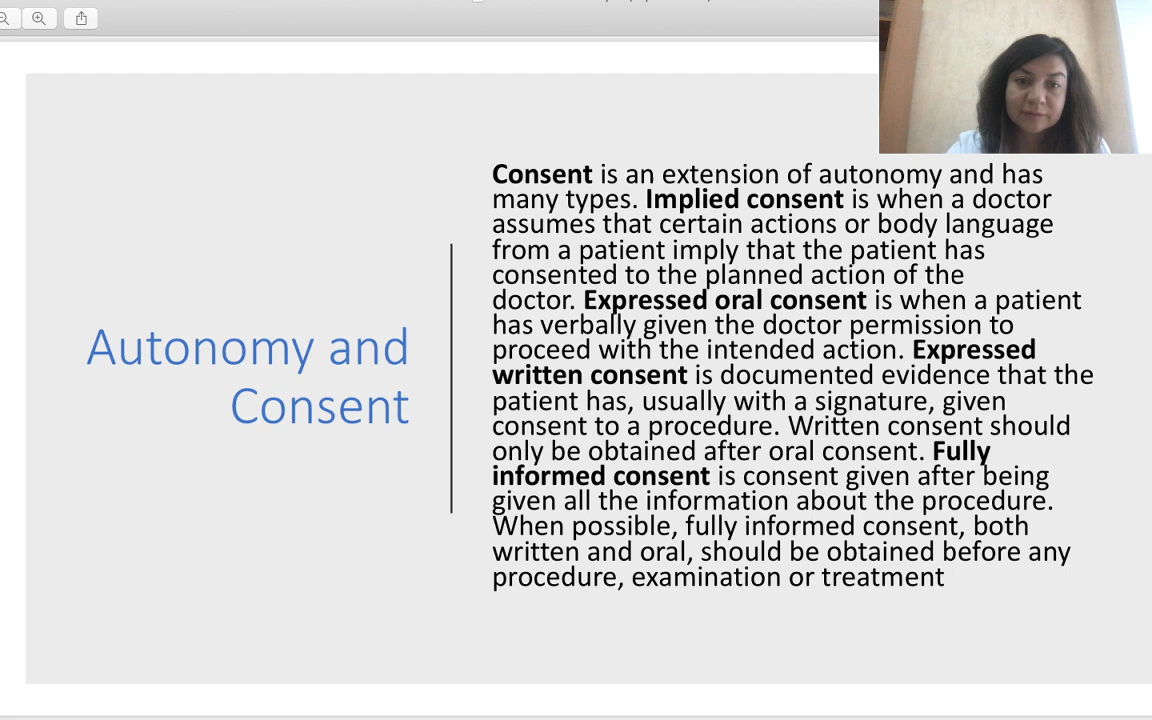 Autonomy and
Consent
Consent is an extension of autonomy and has
many types. Implied consent is when a doctor
assumes that certain actions or body language
from a patient imply that the patient has
consented to the planned action of the
doctor. Expressed oral consent is when a patient
has verbally given the doctor permission to
proceed with the intended action. Expressed
written consent is documented evidence that the
patient has, usually with a signature, given
consent to a procedure. Written consent should
only be obtained after oral consent. Fully
informed consent is consent given after being
given all the information about the procedure.
When possible, fully informed consent, both
written and oral, should be obtained before any
procedure, examination or treatment